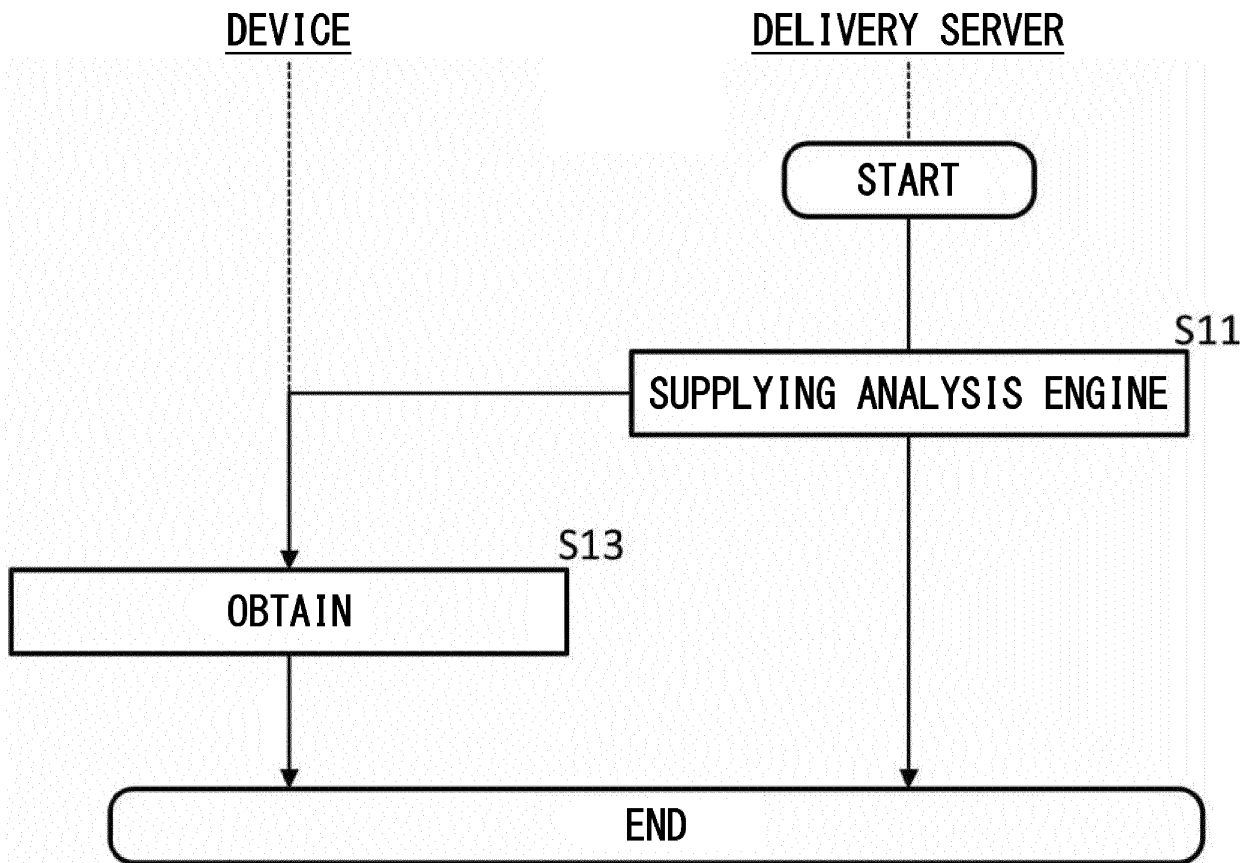 DEVICE
DELIVERY SERVER
START
S11
SUPPLYING ANALYSIS ENGINE
S13
OBTAIN
END